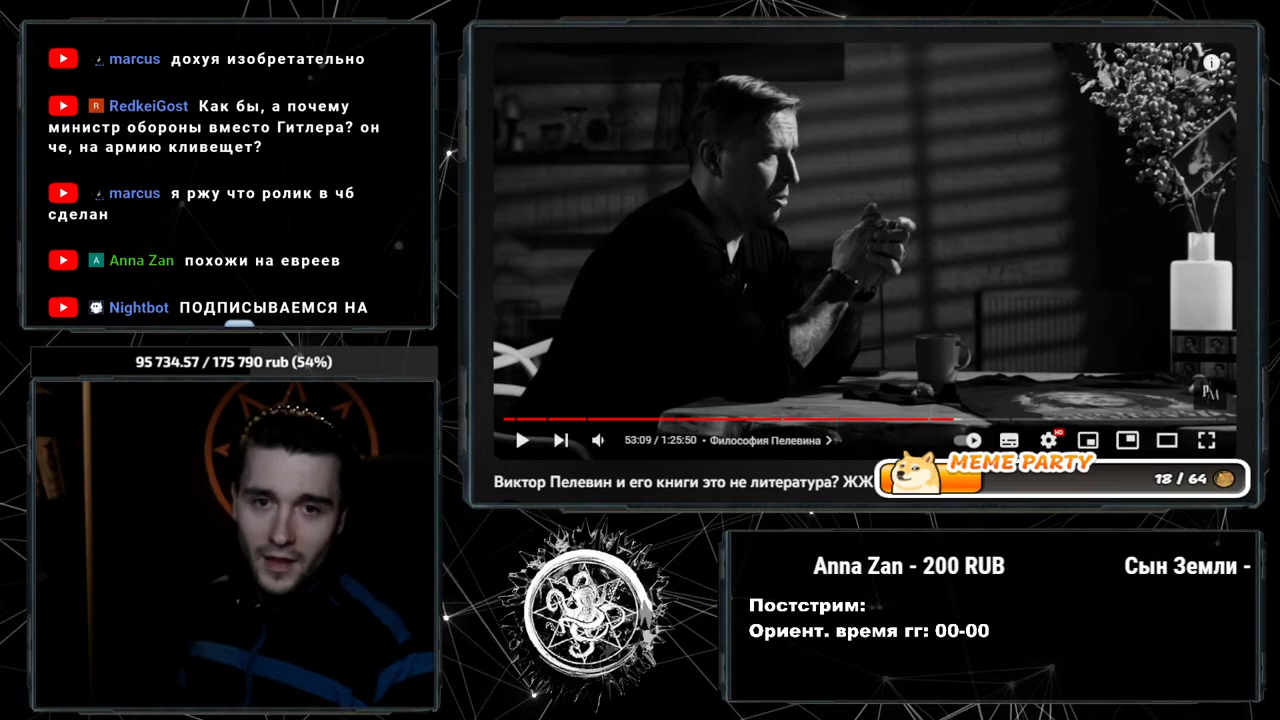 marcus дохуя изобретательно
R RedkeiGost Как бы, а почему
министр обороны вместо Гитлера? он
че, на армию кливещет?
marcus я ржу что ролик в чб
сделан
A Anna Zan похожи на евреев
Nightbot ПОДПИСЫВАЕМСЯ НА
95 734.57 / 175 790 rub (54%)
53:09 / 1:25:50 • Философия Пелевина
HD
Виктор Пелевин и его книги это не литература? ЖЖ
MEME PARTY
18 / 64
Anna Zan - 200 RUB
Сын Земли -
Постстрим:
Ориент. время гг: 00-00